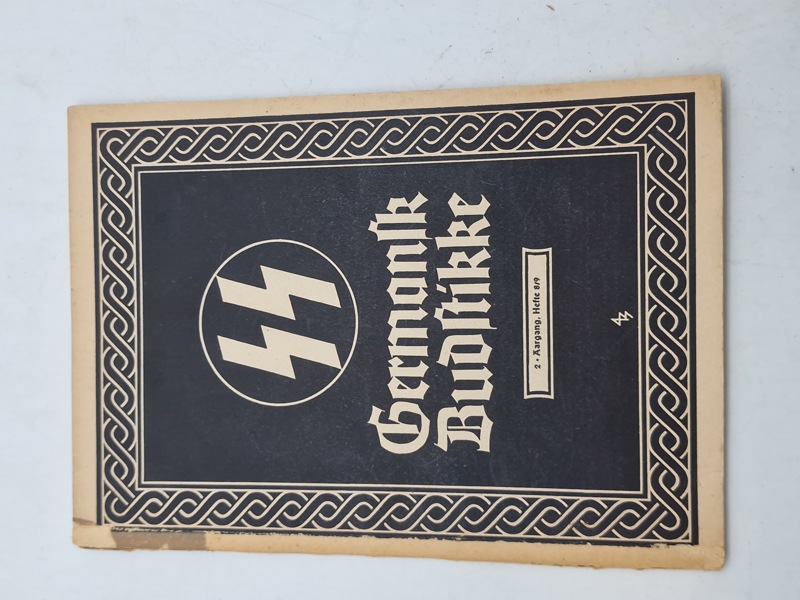 Germansk
Budstikke
2 • Aargang, Hefte 8/9